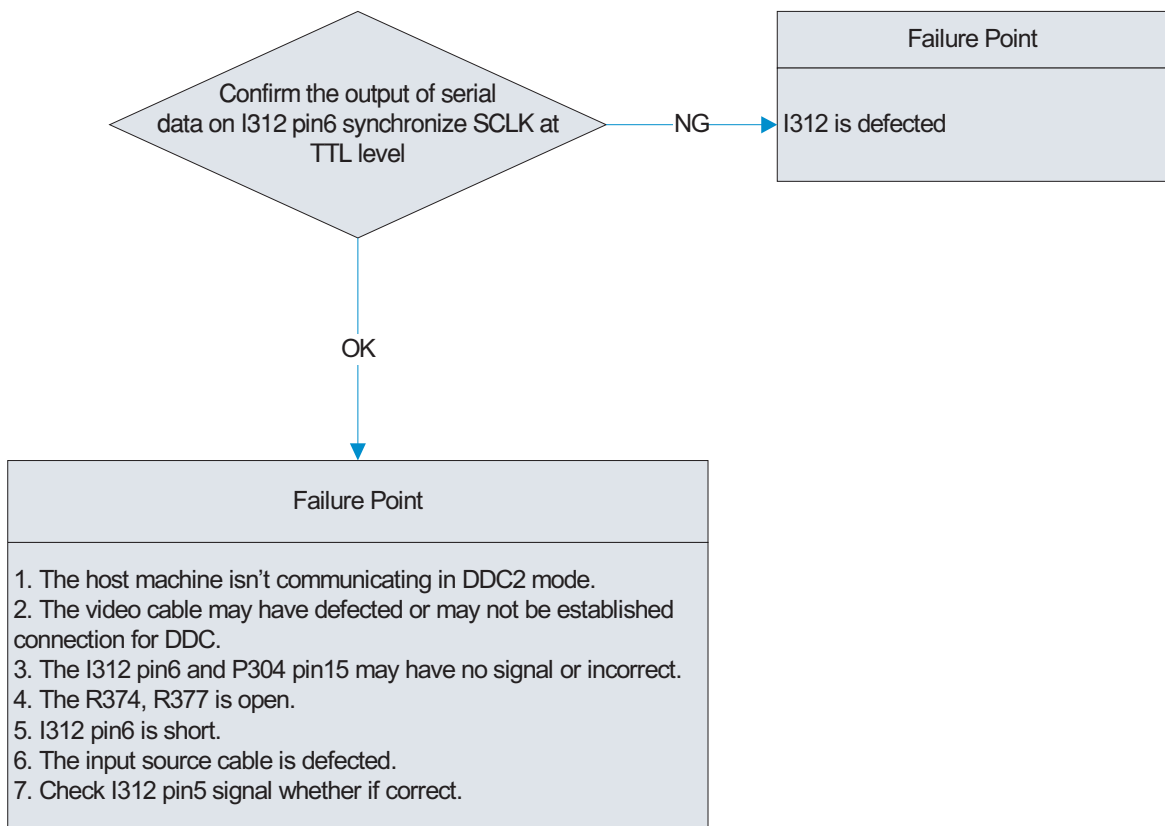 Confirm the output of serial
data on I312 pin6 synchronize SCLK at
TTL level
NG
Failure Point
I312 is defected
OK
Failure Point
1. The host machine isn't communicating in DDC2 mode.
2. The video cable may have defected or may not be established
connection for DDC.
3. The I312 pin6 and P304 pin15 may have no signal or incorrect.
4. The R374, R377 is open.
5. I312 pin6 is short.
6. The input source cable is defected.
7. Check I312 pin5 signal whether if correct.